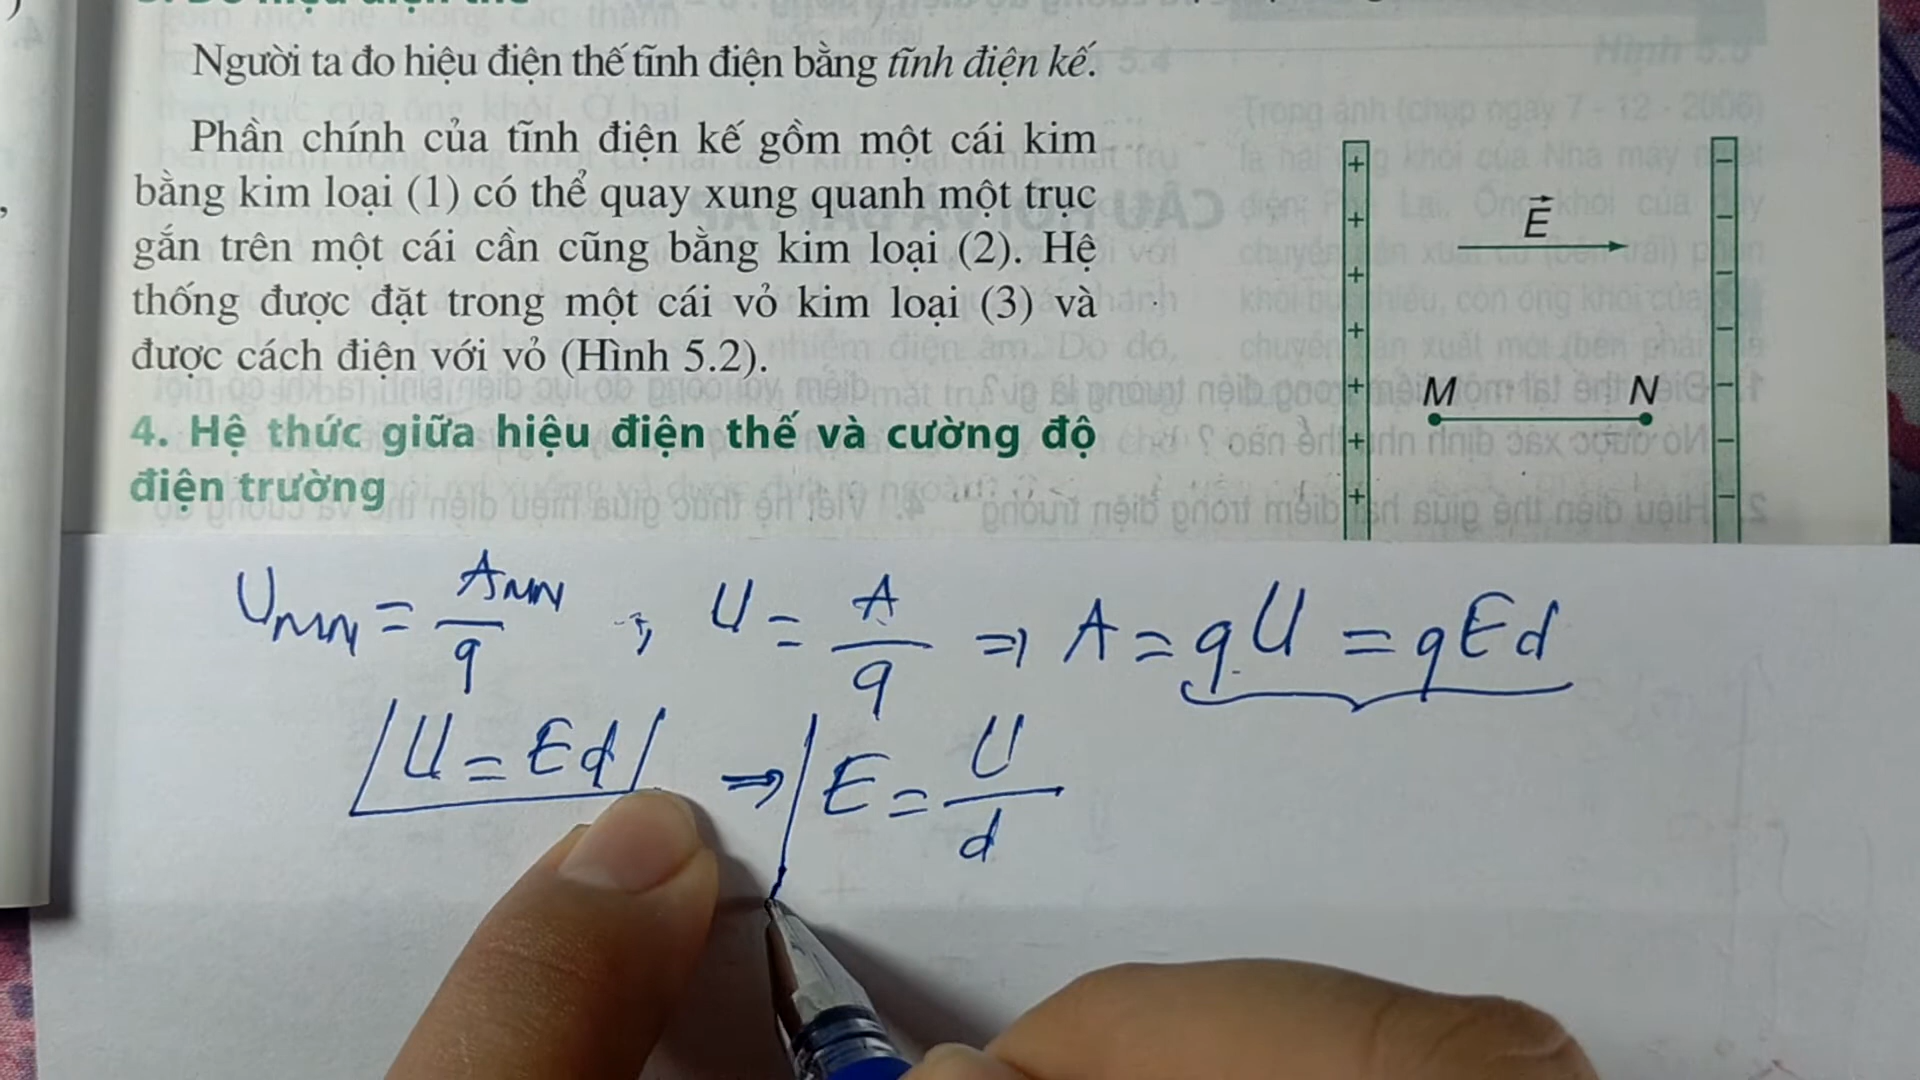 Người ta đo hiệu điện thế tĩnh điện bằng tĩnh điện kế.
Phần chính của tĩnh điện kế gồm một cái kim
bằng kim loại (1) có thể quay xung quanh một trục
gắn trên một cái cần cũng bằng kim loại (2). Hệ
thống được đặt trong một cái vỏ kim loại (3) và
được cách điện với vỏ (Hình 5.2).
4. Hệ thức giữa hiệu điện thế và cường độ
điện trường
E
M N
U_MN = A_MN / q ; U = A / q ⇒ A = qU = qEd
U = Ed ⇒ E = U / d